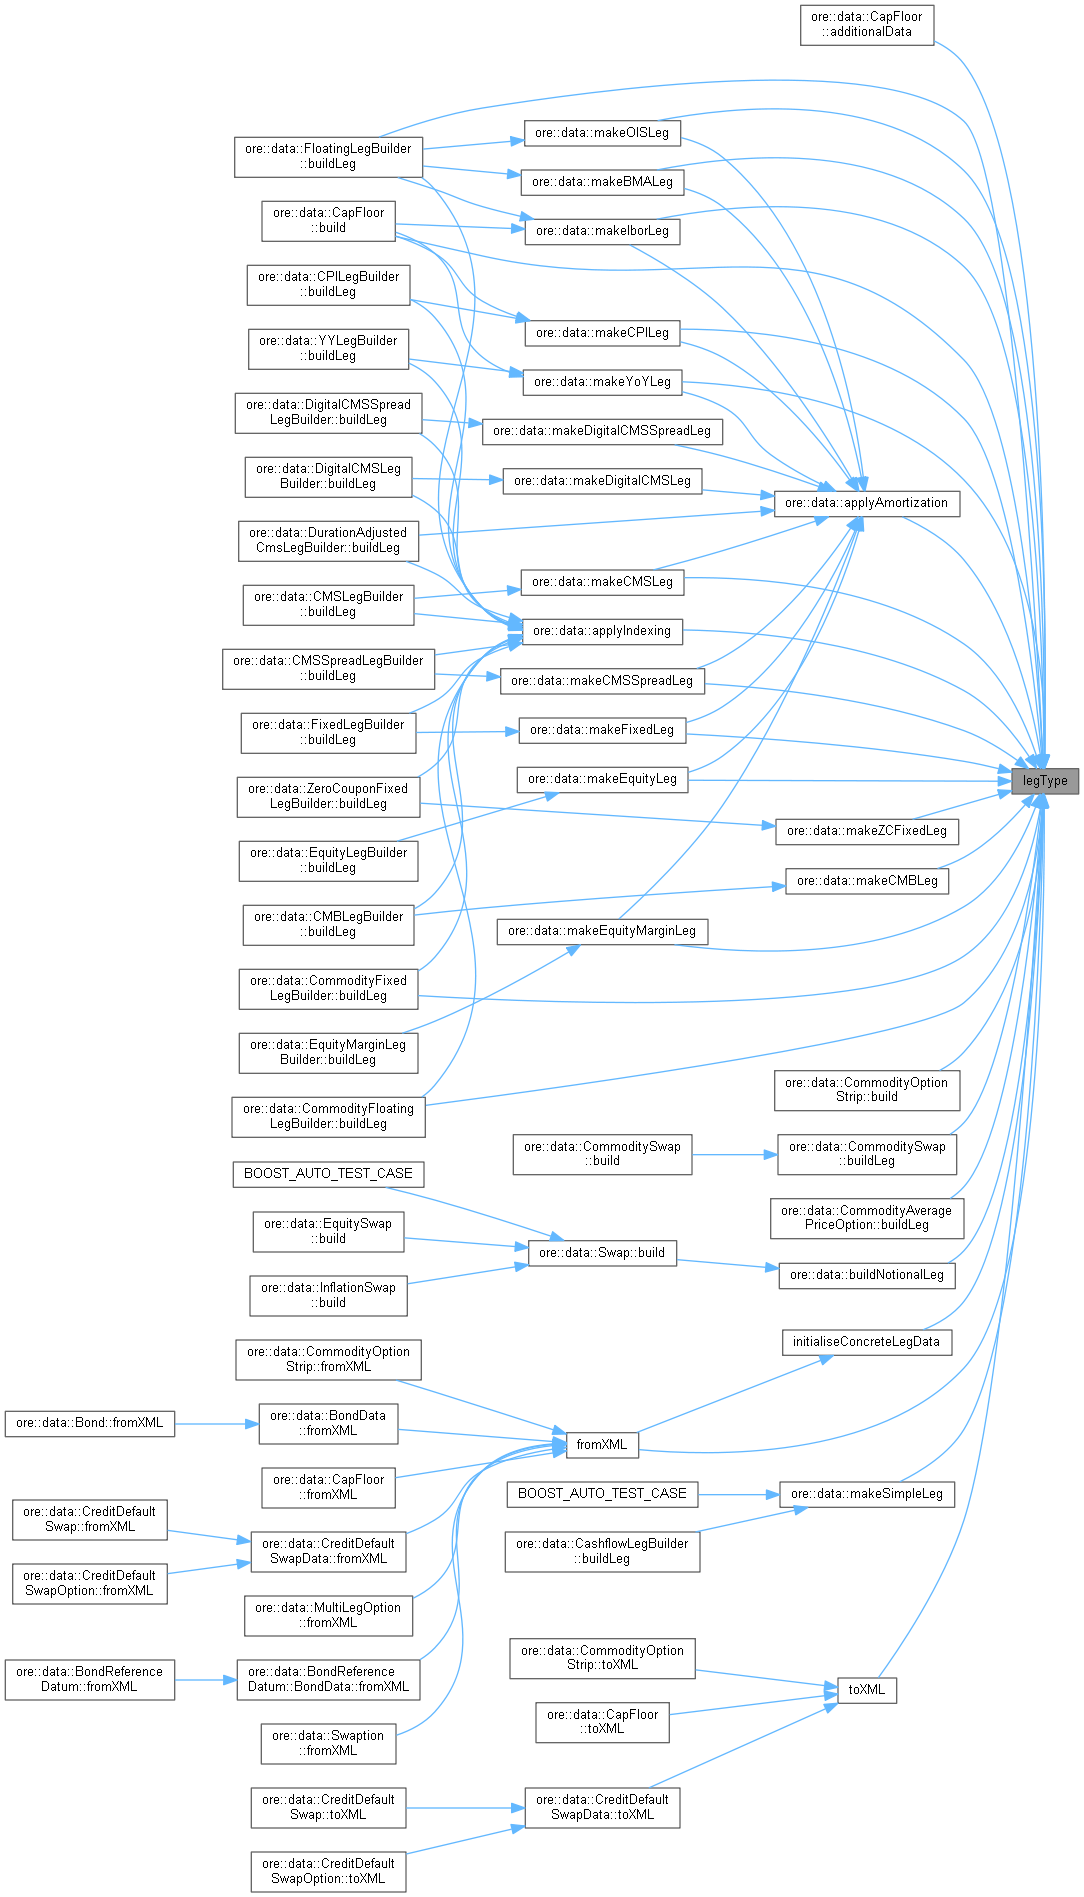 ore::data::CapFloor
::additionalData
ore::data::makeOISLeg
ore::data::FloatingLegBuilder
::buildLeg
ore::data::makeBMALeg
ore::data::CapFloor
::build
ore::data::makeIborLeg
ore::data::CPILegBuilder
::buildLeg
ore::data::makeCPILeg
ore::data::YYLegBuilder
::buildLeg
ore::data::makeYoYLeg
ore::data::DigitalCMSSpread
LegBuilder::buildLeg
ore::data::makeDigitalCMSSpreadLeg
ore::data::DigitalCMSLeg
Builder::buildLeg
ore::data::makeDigitalCMSLeg
ore::data::applyAmortization
ore::data::DurationAdjusted
CmsLegBuilder::buildLeg
ore::data::makeCMSLeg
ore::data::CMSLegBuilder
::buildLeg
ore::data::applyIndexing
ore::data::CMSSpreadLegBuilder
::buildLeg
ore::data::makeCMSSpreadLeg
ore::data::FixedLegBuilder
::buildLeg
ore::data::makeFixedLeg
ore::data::makeEquityLeg
legType
ore::data::ZeroCouponFixed
LegBuilder::buildLeg
ore::data::makeZCFixedLeg
ore::data::EquityLegBuilder
::buildLeg
ore::data::makeCMBLeg
ore::data::CMBLegBuilder
::buildLeg
ore::data::makeEquityMarginLeg
ore::data::CommodityFixed
LegBuilder::buildLeg
ore::data::EquityMarginLeg
Builder::buildLeg
ore::data::CommodityOption
Strip::build
ore::data::CommodityFloating
LegBuilder::buildLeg
ore::data::CommoditySwap
::build
ore::data::CommoditySwap
::buildLeg
BOOST_AUTO_TEST_CASE
ore::data::CommodityAverage
PriceOption::buildLeg
ore::data::EquitySwap
::build
ore::data::Swap::build
ore::data::buildNotionalLeg
ore::data::InflationSwap
::build
initialiseConcreteLegData
ore::data::CommodityOption
Strip::fromXML
ore::data::Bond::fromXML
ore::data::BondData
::fromXML
fromXML
ore::data::CapFloor
::fromXML
BOOST_AUTO_TEST_CASE
ore::data::makeSimpleLeg
ore::data::CreditDefault
Swap::fromXML
ore::data::CreditDefault
SwapData::fromXML
ore::data::CashflowLegBuilder
::buildLeg
ore::data::CreditDefault
SwapOption::fromXML
ore::data::MultiLegOption
::fromXML
ore::data::BondReference
Datum::fromXML
ore::data::BondReference
Datum::BondData::fromXML
ore::data::CommodityOption
Strip::toXML
toXML
ore::data::CapFloor
::toXML
ore::data::Swaption
::fromXML
ore::data::CreditDefault
Swap::toXML
ore::data::CreditDefault
SwapData::toXML
ore::data::CreditDefault
SwapOption::toXML